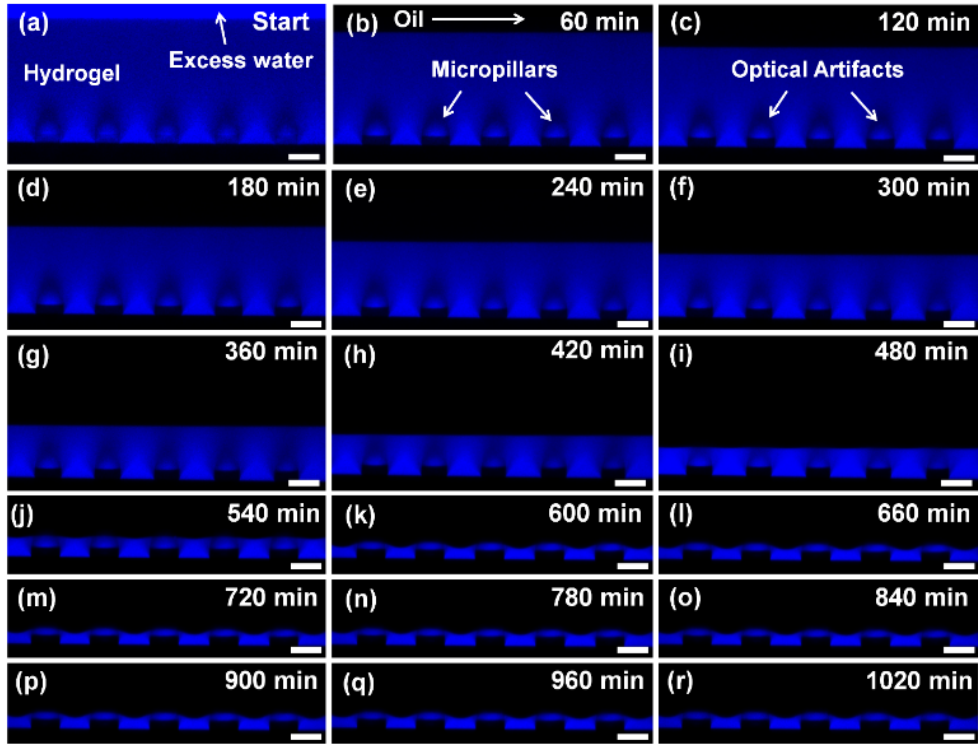 (a) Start
Excess water
Hydrogel
(b) Oil 60 min
Micropillars
(c) 120 min
Optical Artifacts
(d) 180 min
(e) 240 min
(f) 300 min
(g) 360 min
(h) 420 min
(i) 480 min
(j) 540 min
(k) 600 min
(l) 660 min
(m) 720 min
(n) 780 min
(o) 840 min
(p) 900 min
(q) 960 min
(r) 1020 min